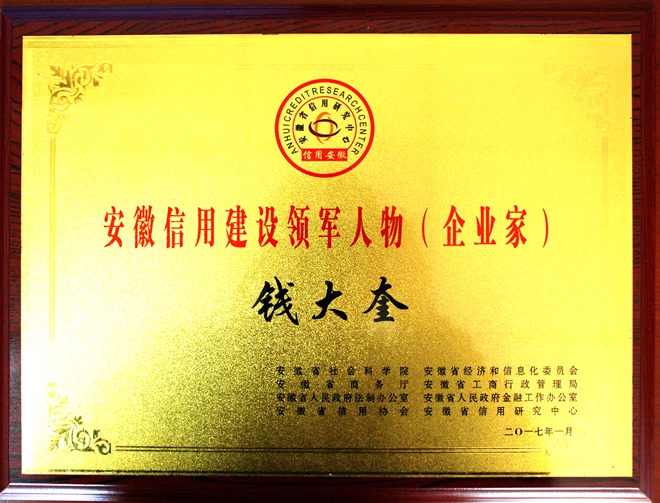 ANHUI CREDIT RESEARCH CENTER
安徽省信用研究中心
信用安徽
安徽信用建设领军人物（企业家）
钱大奎
安徽省社会科学院 安徽省经济和信息化委员会
安徽省商务厅 安徽省工商行政管理局
安徽省人民政府法制办公室 安徽省人民政府金融工作办公室
安徽省信用协会 安徽省信用研究中心
二〇一七年一月